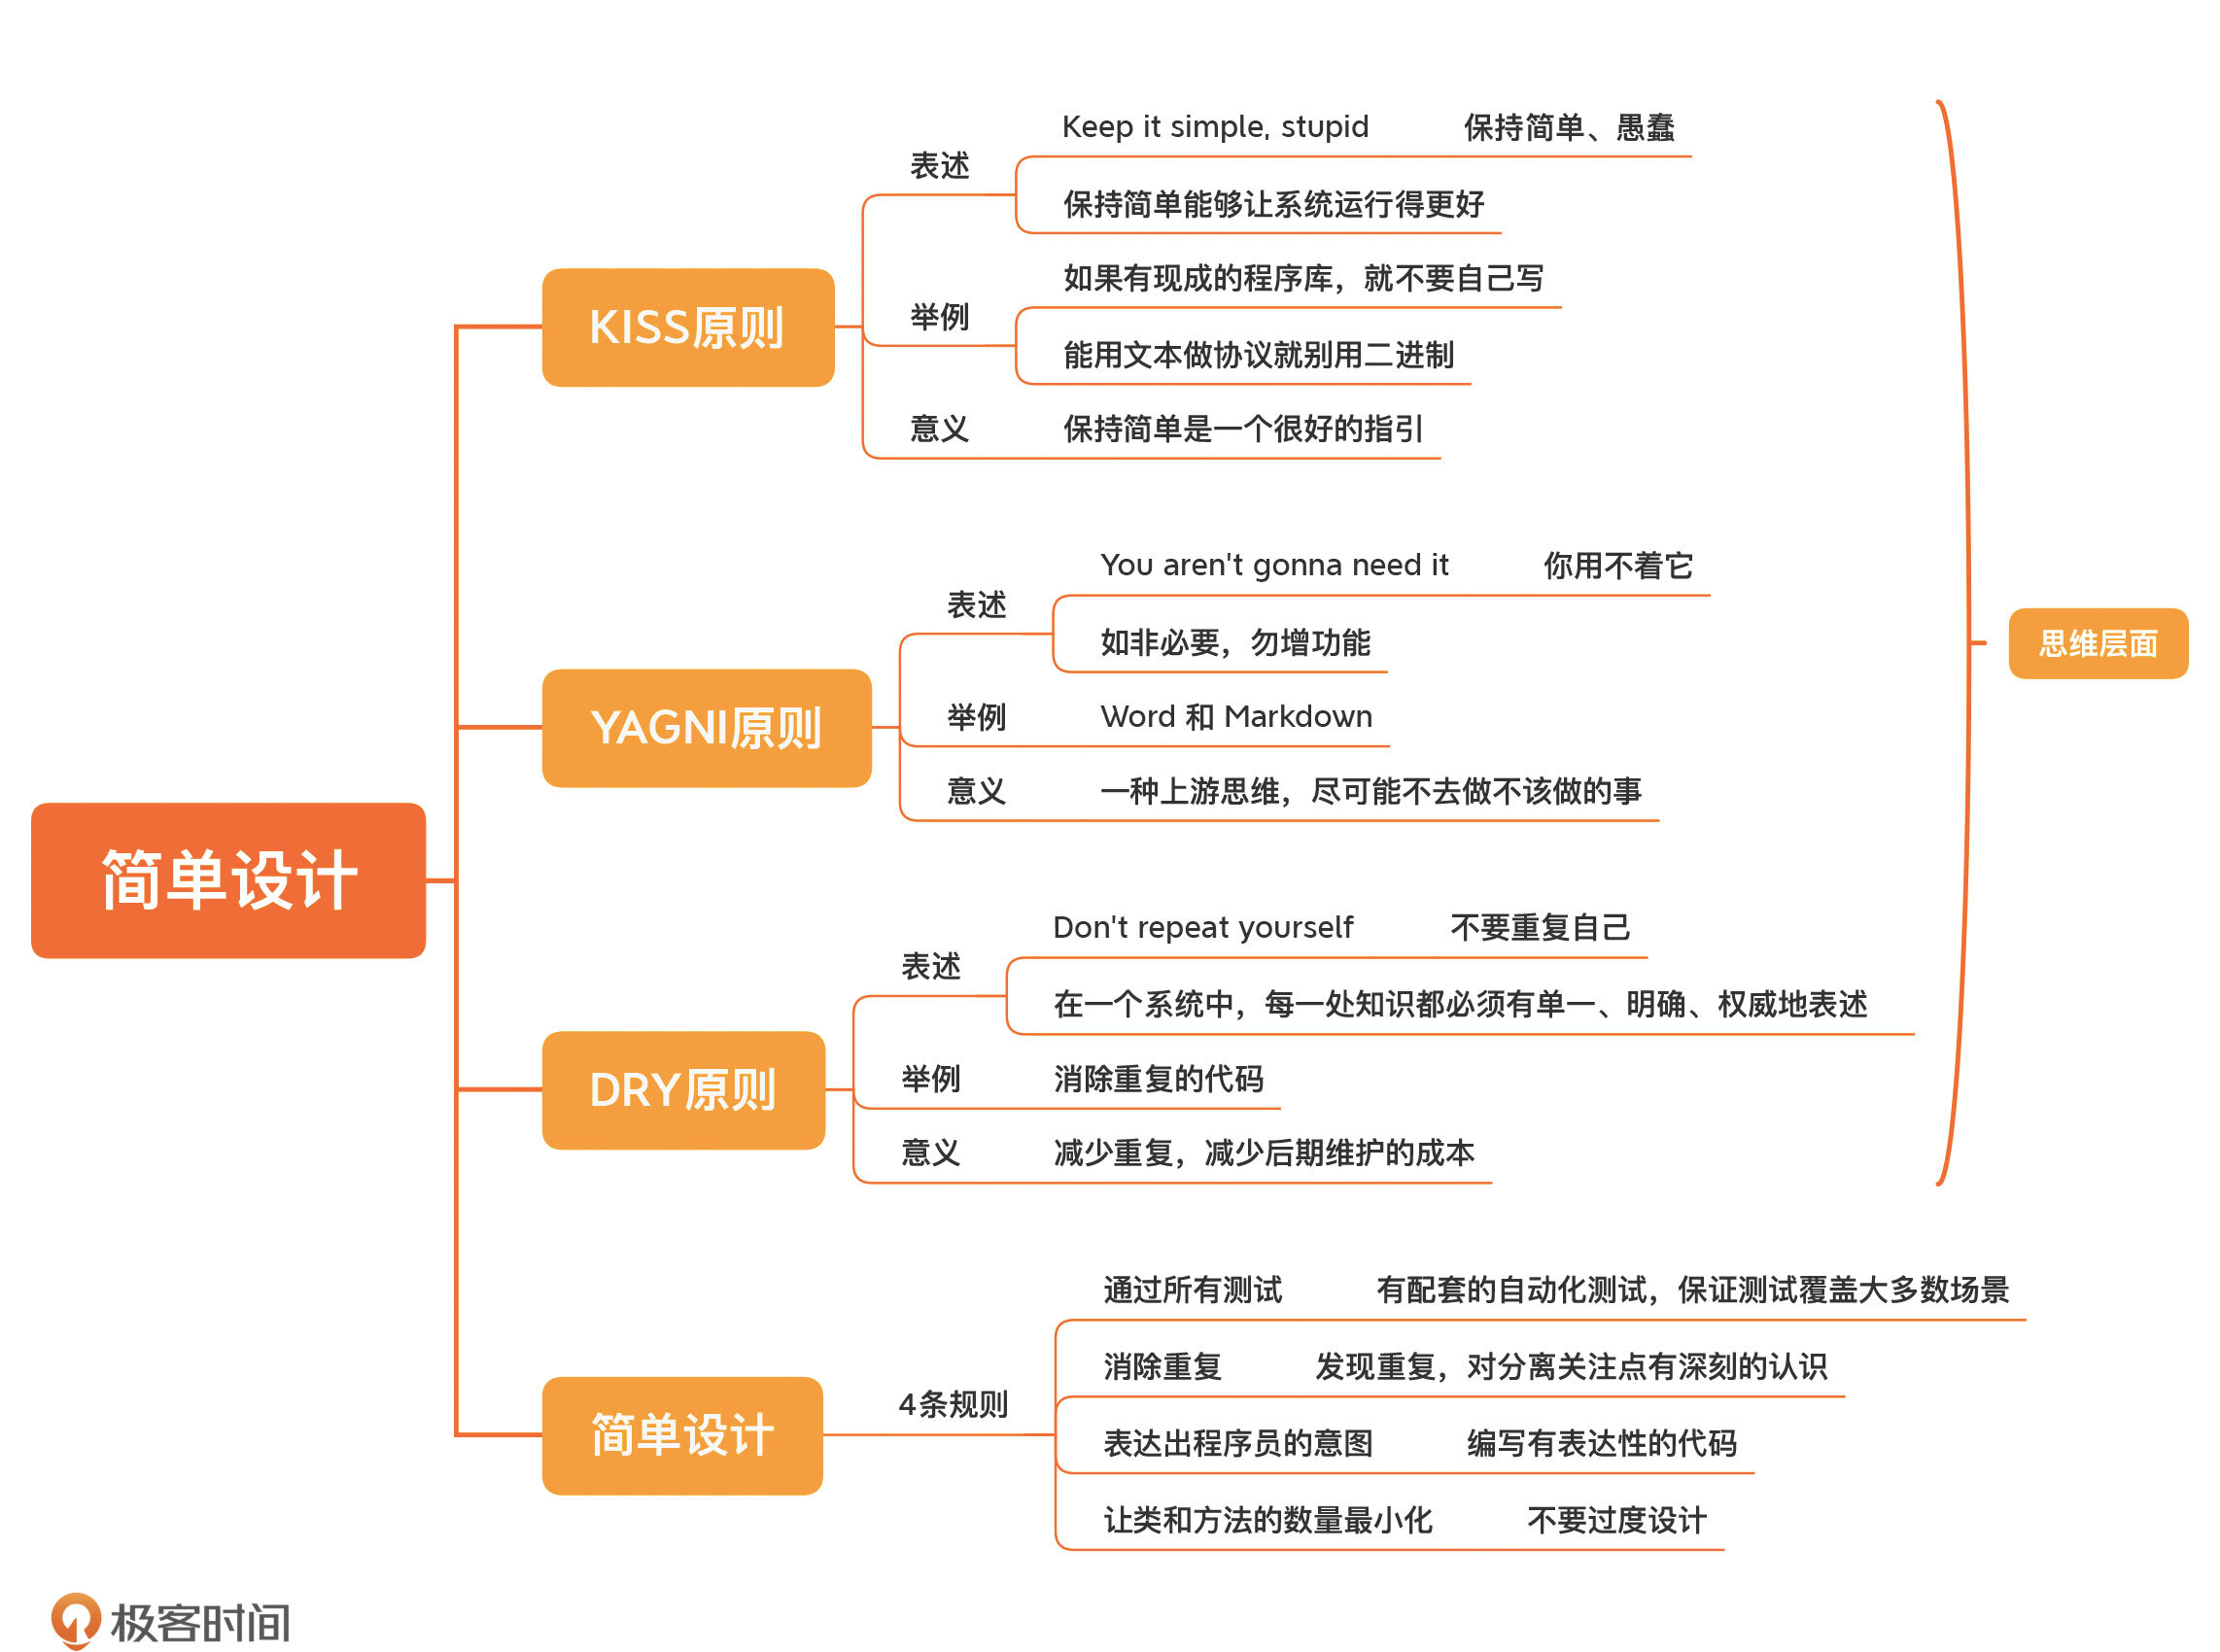 简单设计
KISS原则
表述
Keep it simple, stupid 保持简单、愚蠢
保持简单能够让系统运行得更好
举例
如果有现成的程序库，就不要自己写
能用文本做协议就别用二进制
意义 保持简单是一个很好的指引
YAGNI原则
表述
You aren't gonna need it 你用不着它
如非必要，勿增功能
举例 Word 和 Markdown
意义 一种上游思维，尽可能不去做不该做的事
DRY原则
表述
Don't repeat yourself 不要重复自己
在一个系统中，每一处知识都必须有单一、明确、权威地表述
举例 消除重复的代码
意义 减少重复，减少后期维护的成本
思维层面
简单设计
4条规则
通过所有测试 有配套的自动化测试，保证测试覆盖大多数场景
消除重复 发现重复，对分离关注点有深刻的认识
表达出程序员的意图 编写有表达性的代码
让类和方法的数量最小化 不要过度设计
极客时间